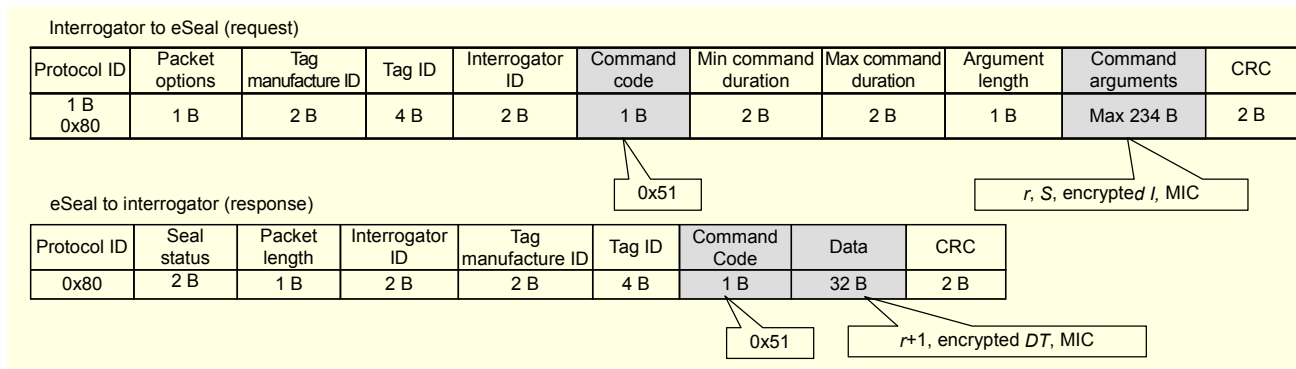 Interrogator to eSeal (request)
Protocol ID Packet options Tag manufacture ID Tag ID Interrogator ID Command code Min command duration Max command duration Argument length Command arguments CRC
1 B 0x80 1 B 2 B 4 B 2 B 1 B 2 B 2 B 1 B Max 234 B 2 B
0x51
r, S, encrypted I, MIC
eSeal to interrogator (response)
Protocol ID Seal status Packet length Interrogator ID Tag manufacture ID Tag ID Command Code Data CRC
0x80 2 B 1 B 2 B 2 B 4 B 1 B 32 B 2 B
0x51
r+1, encrypted DT, MIC